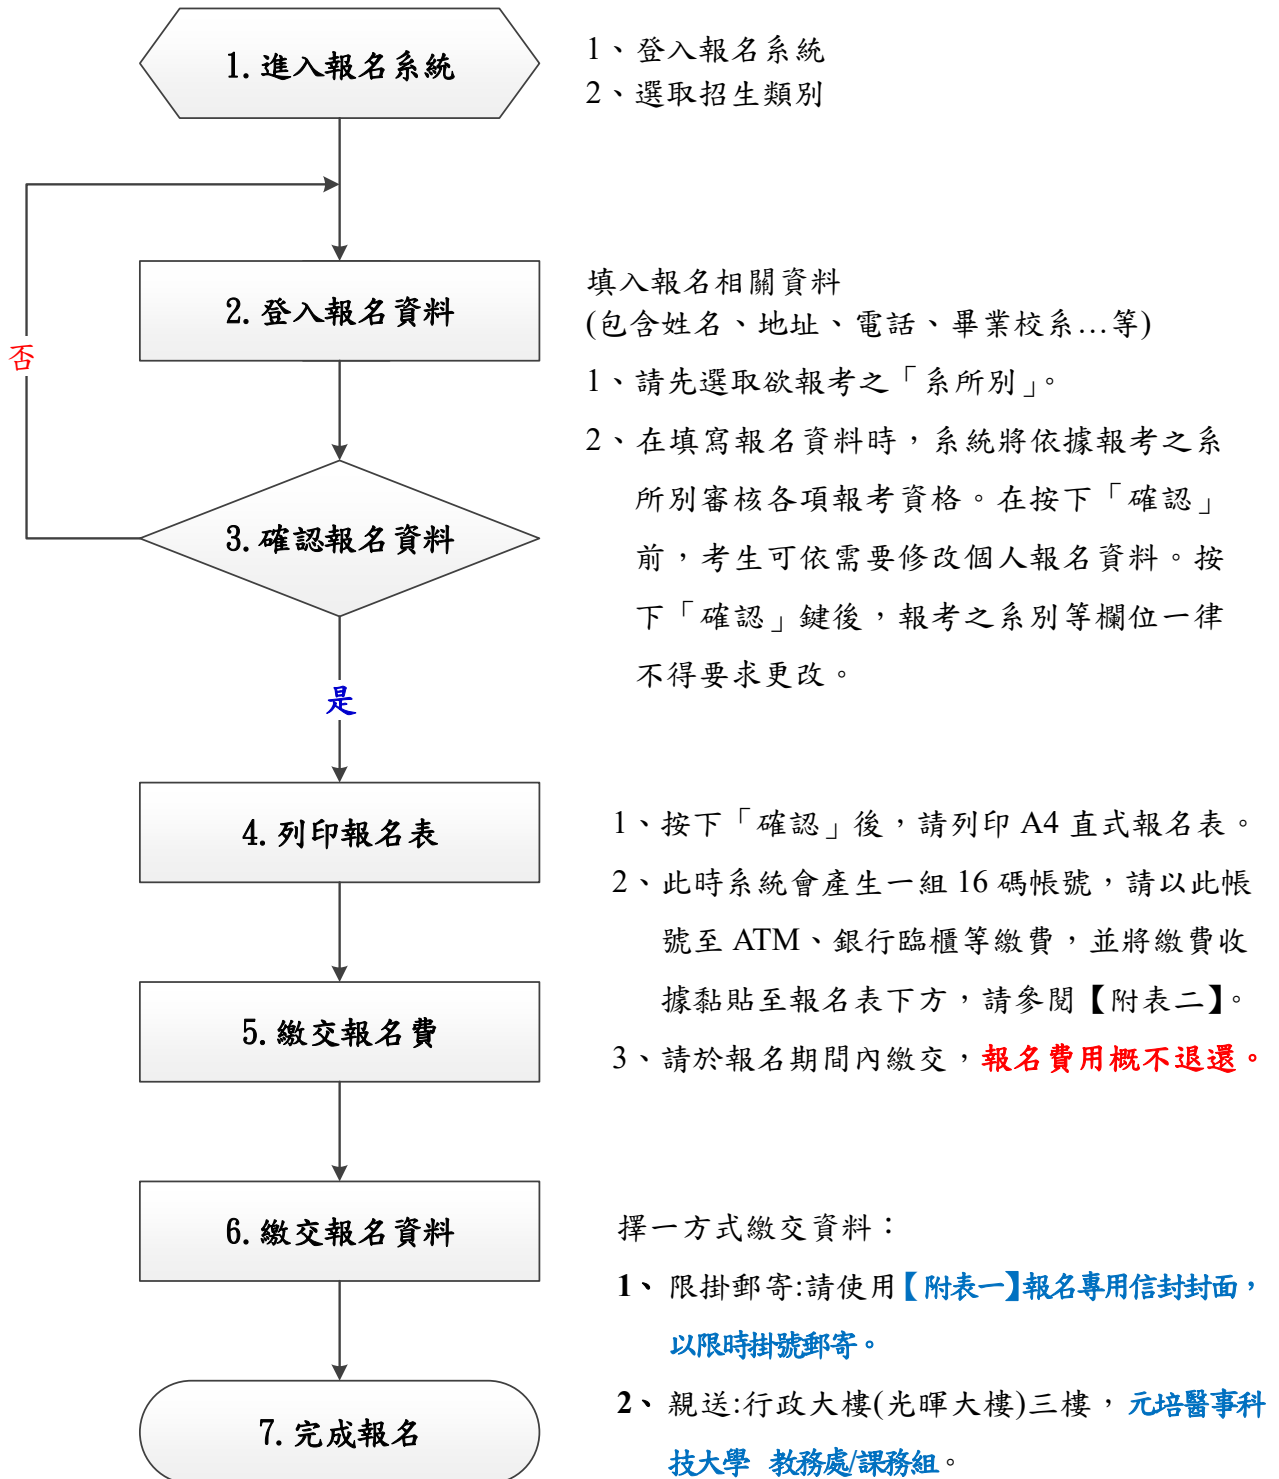 1.進入報名系統
1、登入報名系統
2、選取招生類別
2.登入報名資料
填入報名相關資料
(包含姓名、地址、電話、畢業校系…等)
否
1、請先選取欲報考之「系所別」。
2、在填寫報名資料時，系統將依據報考之系
所別審核各項報考資格。在按下「確認」
3.確認報名資料
前，考生可依需要修改個人報名資料。按
下「確認」鍵後，報考之系別等欄位一律
不得要求更改。
是
4.列印報名表
1、按下「確認」後，請列印 A4 直式報名表。
2、此時系統會產生一組 16 碼帳號，請以此帳
號至 ATM、銀行臨櫃等繳費，並將繳費收
據黏貼至報名表下方，請參閱【附表二】。
5.繳交報名費
3、請於報名期間內繳交，報名費用概不退還。
6.繳交報名資料
擇一方式繳交資料：
1、 限掛郵寄:請使用【附表一】報名專用信封封面，
以限時掛號郵寄。
2、 親送:行政大樓(光暉大樓)三樓，元培醫事科
7.完成報名
技大學 教務處/課務組。